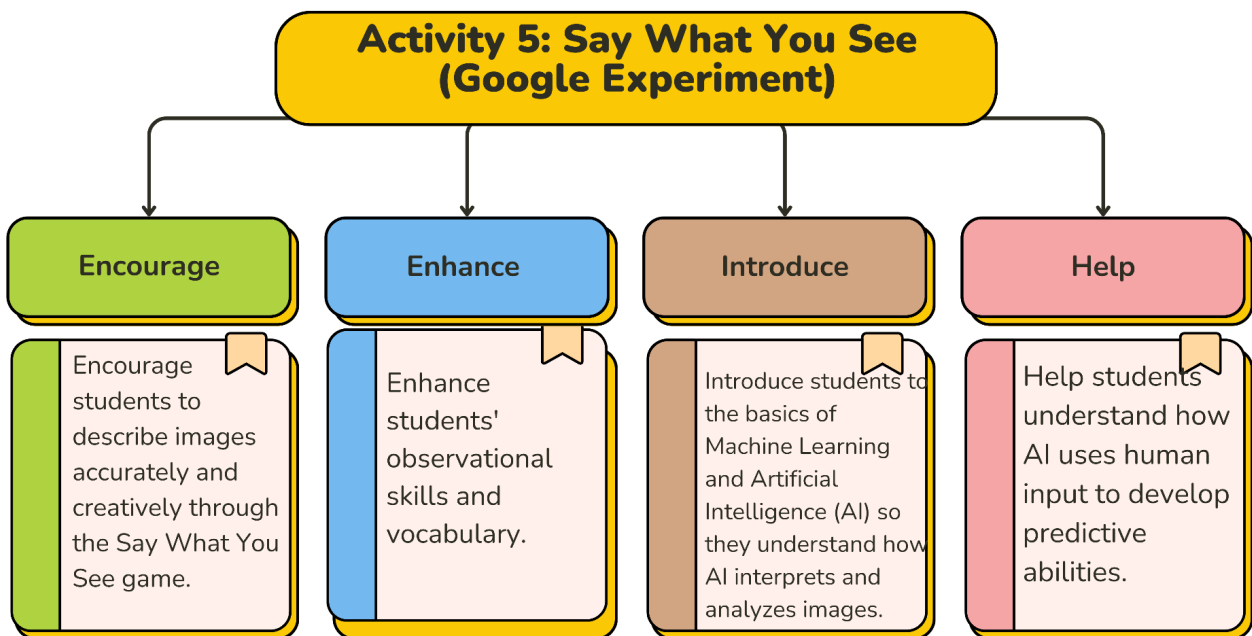 Activity 5: Say What You See
(Google Experiment)
Encourage
Enhance
Introduce
Help
Encourage
students to
describe images
accurately and
creatively through
the Say What You
See game.
Enhance
students'
observational
skills and
vocabulary.
Introduce students to
the basics of
Machine Learning
and Artificial
Intelligence (AI) so
they understand how
AI interprets and
analyzes images.
Help students
understand how
AI uses human
input to develop
predictive
abilities.